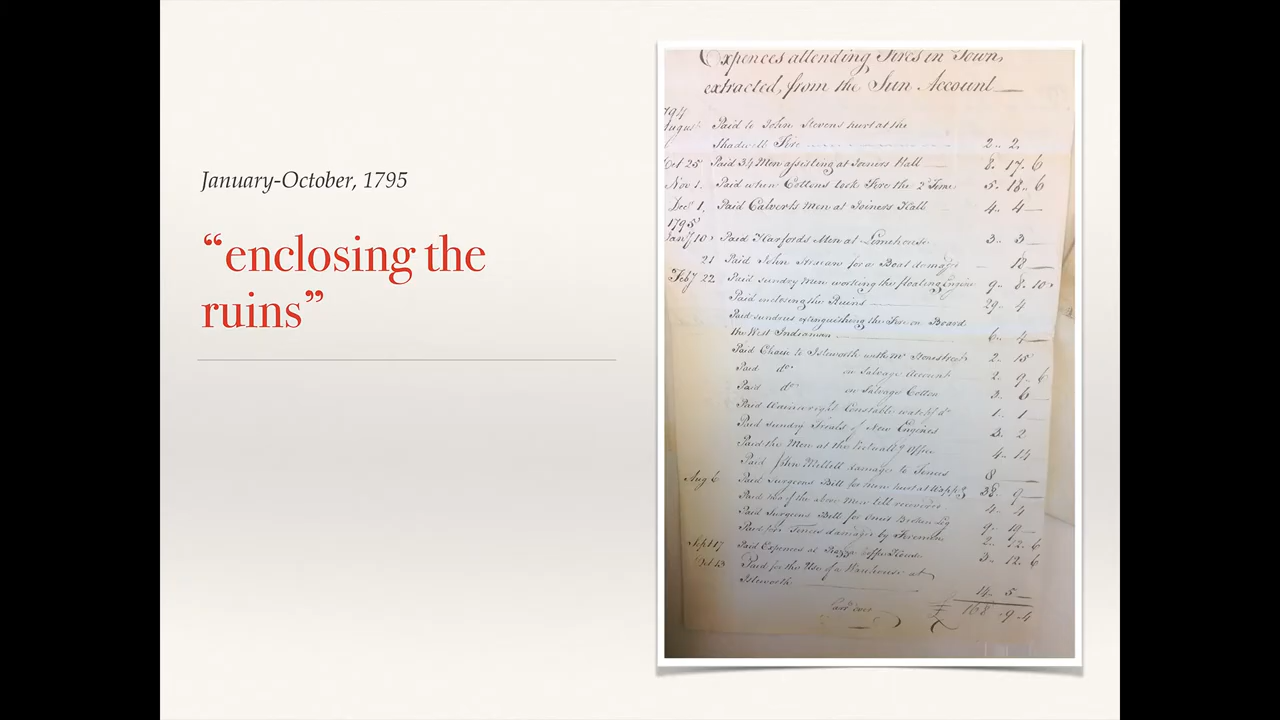 January-October, 1795
“enclosing the
ruins”
Expences attending Fires in Town,
extracted, from the Sun Account
1794
August Paid to John Stevens hurt at the
Shadwell Fire 2.. 2.
Oct 25 Paid 34 Men assisting at Joiners Hall 8. 17. 6
Nov 1. Paid when Cottons took Fire the 2d Time 5. 18.. 6
Decr 1. Paid Calverts Men at Joiners Hall 4.. 4
1795
Jany 10 Paid Harfords Men at Limehouse 3.. 3
21 Paid John for a Boat damag'd 18
Feby 22 Paid sundry Men working the floating Engine 9.. 8. 10
Paid enclosing the Ruins 29.. 4
Paid sundries extinguishing the Fire on Board
the West Indiaman 6.. 4
Paid Chaise to Isleworth with Mr Stonestreet 2. 15
Paid do on Salvage Account 2. 9.. 6
Paid do on Salvage Cotton 3. 6
Paid Wainwright Constable watchg do 1.. 1
Paid sundry Trials of New Engines 3. 2
Paid the Men at the Victuallg Office 4.. 14
Paid John damages to Fences 8
Aug 6 Paid Surgeons Bill for men hurt at 38. 9
Paid two of the above Men till recovered 4.. 4
Paid Surgeons Bill for Broken Leg 9.. 19
Paid for Fences damaged by Firemen 2.. 12.. 6
Sept 17 Paid Expences at Coffee House 3.. 12. 6
Oct 13 Paid for the Use of a Warehouse at
Isleworth 14.. 5
Carrd over £ 168.. 9.. 4